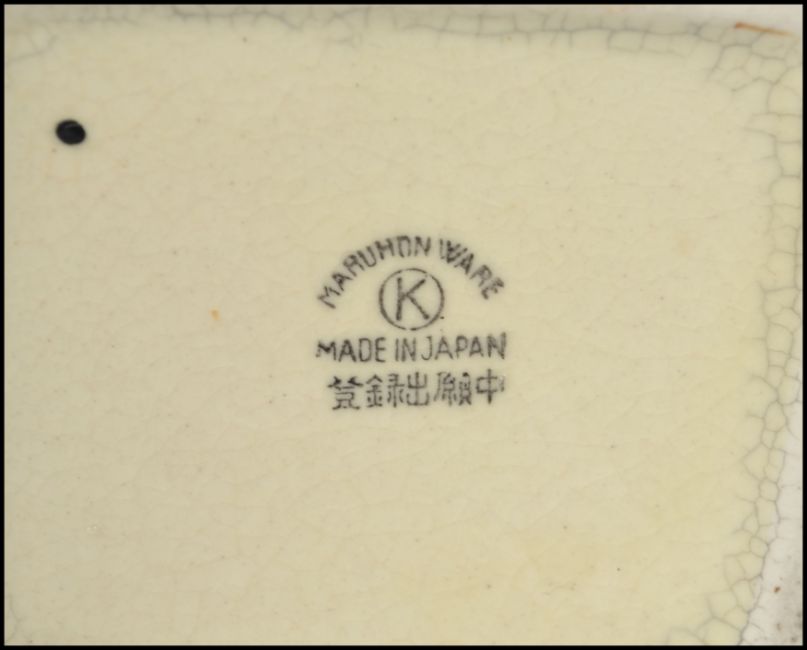 MARUHON WARE
K
MADE IN JAPAN
登録出願中